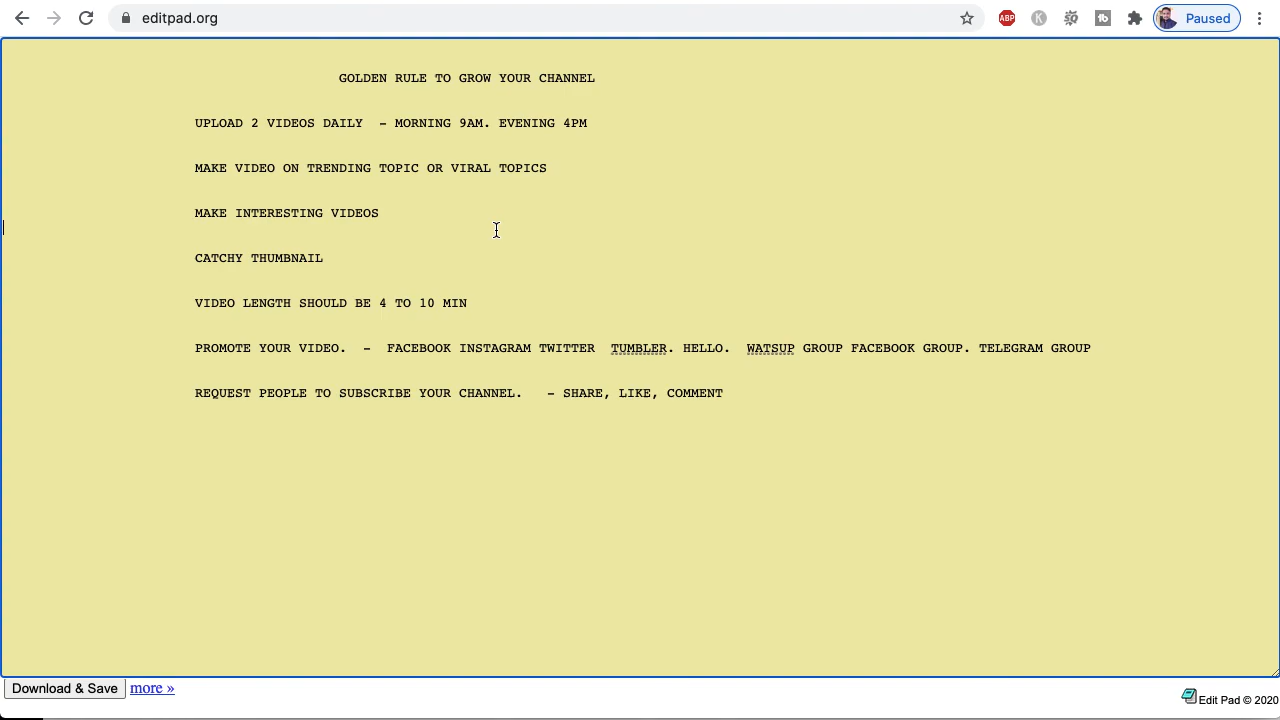 editpad.org
ABP
K
tb
Paused
GOLDEN RULE TO GROW YOUR CHANNEL
UPLOAD 2 VIDEOS DAILY  - MORNING 9AM. EVENING 4PM
MAKE VIDEO ON TRENDING TOPIC OR VIRAL TOPICS
MAKE INTERESTING VIDEOS
CATCHY THUMBNAIL
VIDEO LENGTH SHOULD BE 4 TO 10 MIN
PROMOTE YOUR VIDEO.  -  FACEBOOK INSTAGRAM TWITTER  TUMBLER. HELLO.  WATSUP GROUP FACEBOOK GROUP. TELEGRAM GROUP
REQUEST PEOPLE TO SUBSCRIBE YOUR CHANNEL.   - SHARE, LIKE, COMMENT
Download & Save more »
Edit Pad © 2020